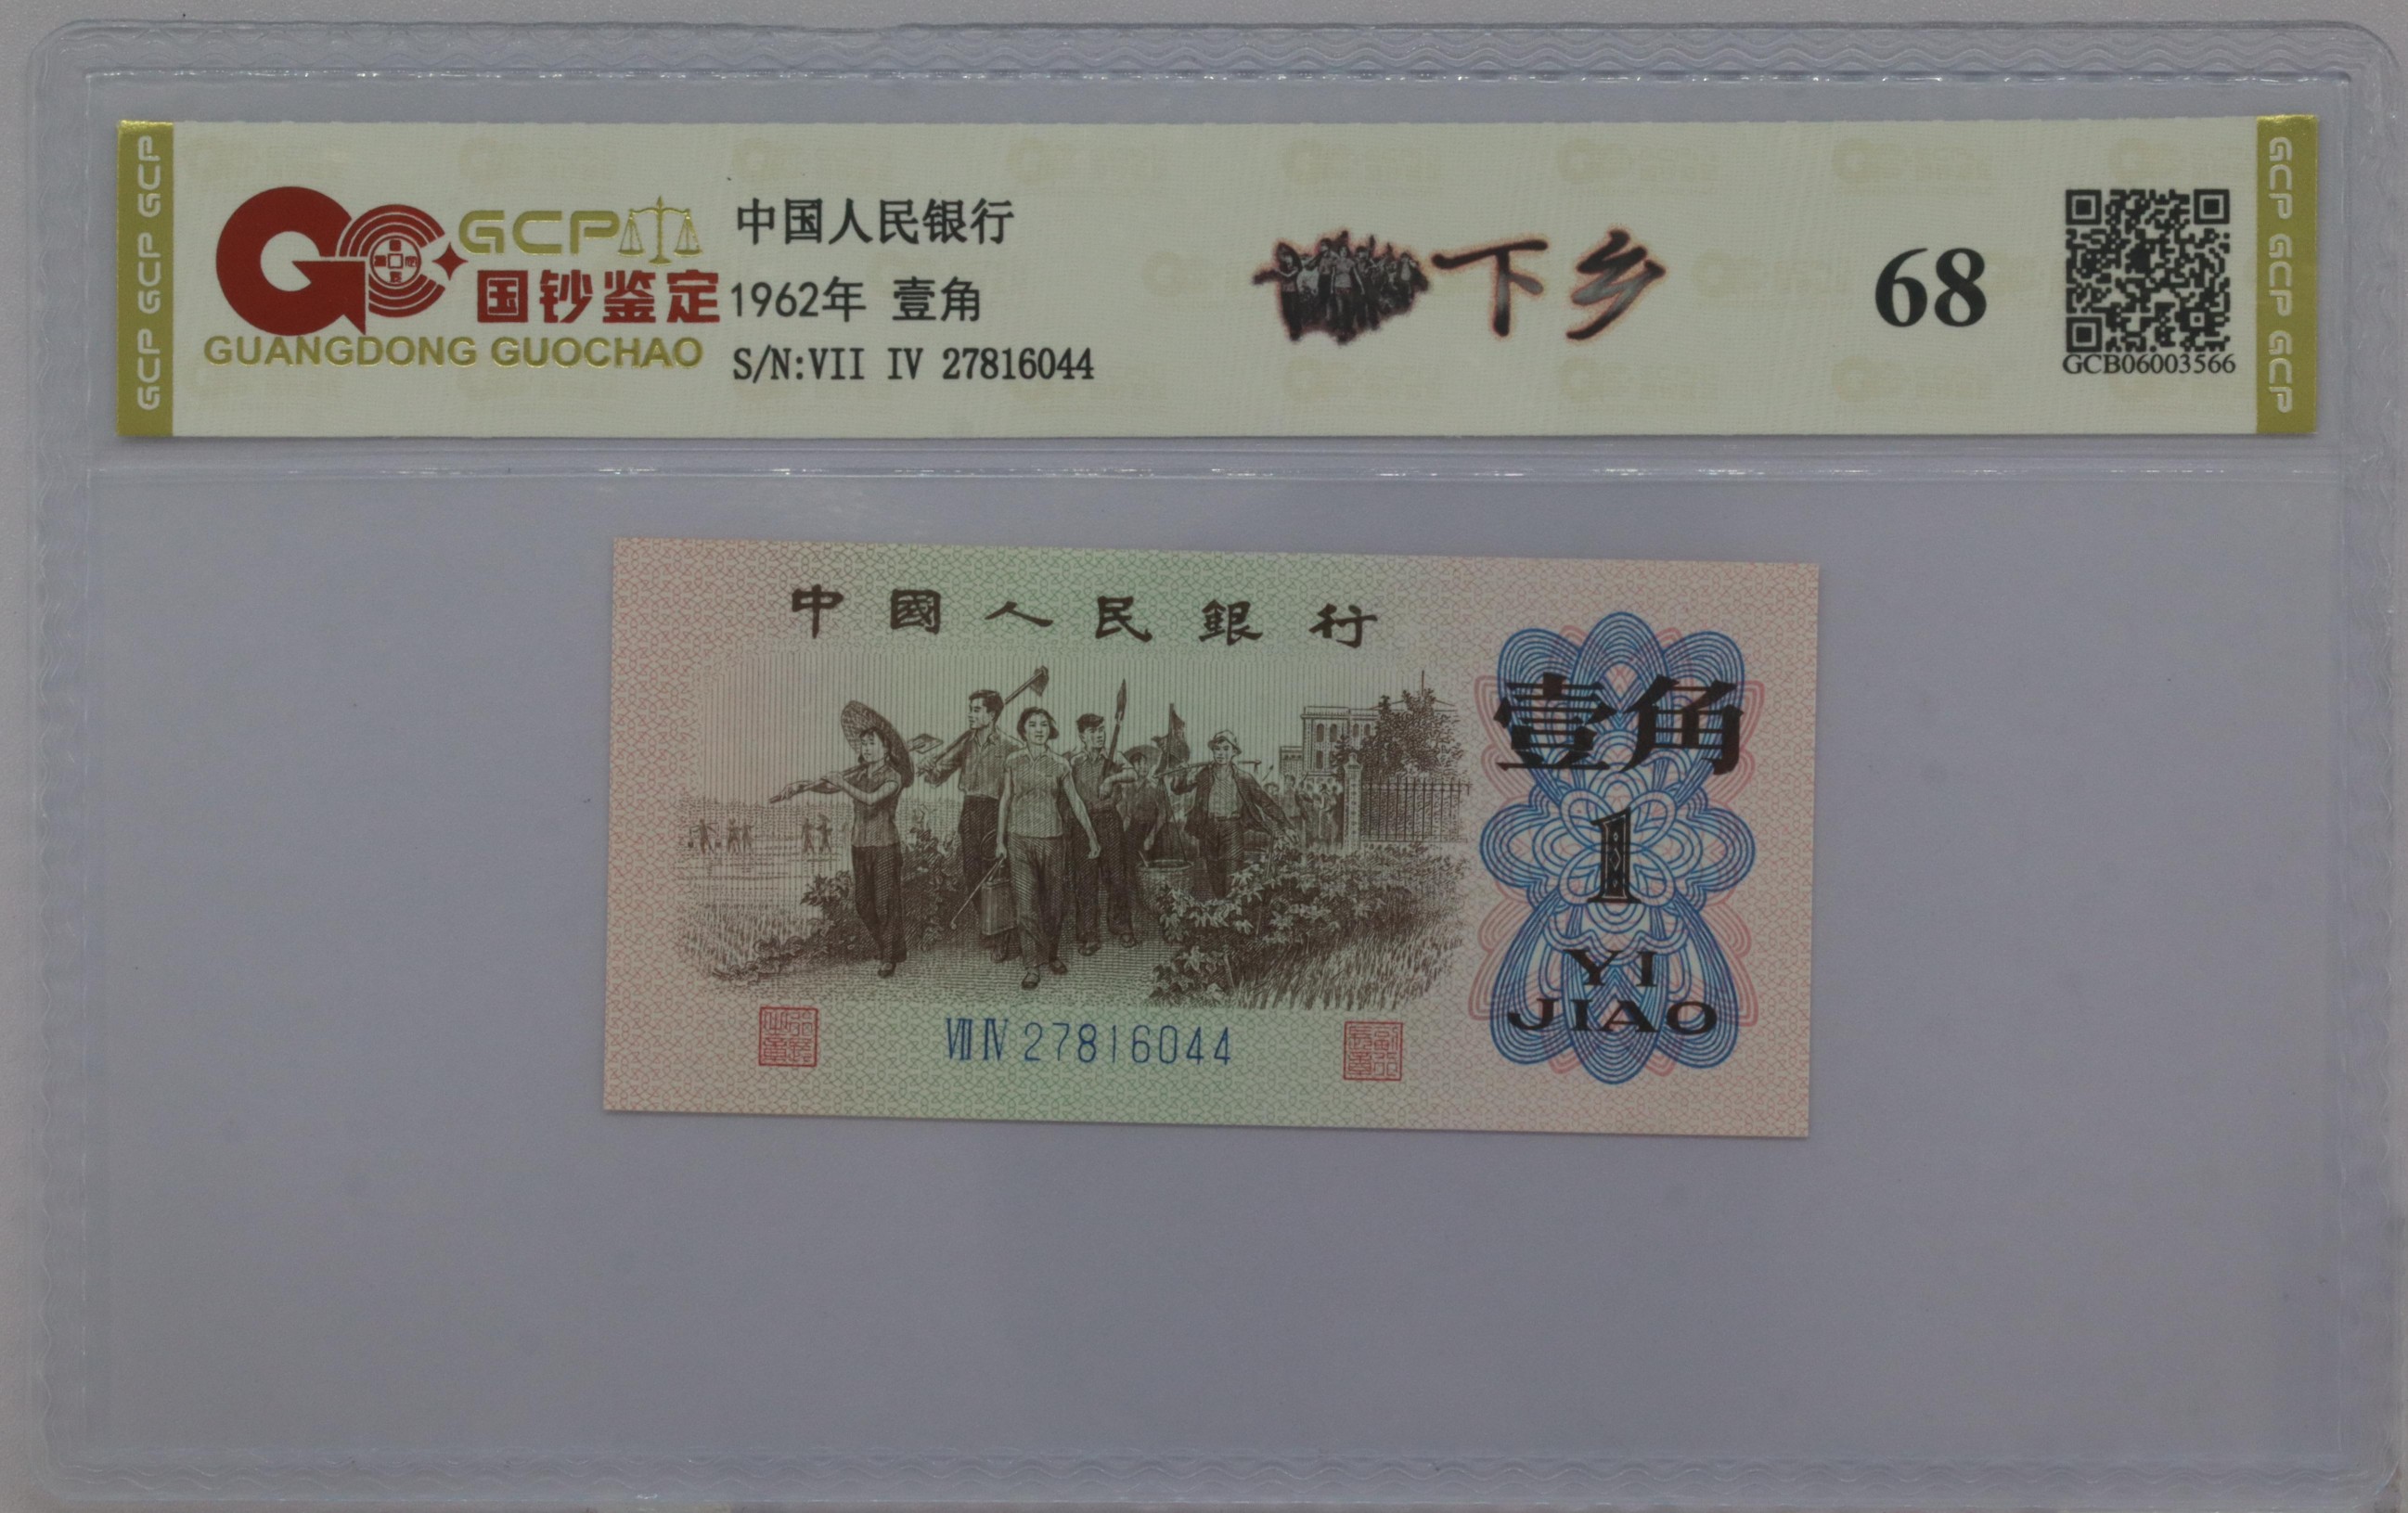 GCP GCP GCP
GCP
国钞鉴定
GUANGDONG GUOCHAO
中国人民银行
1962年 壹角
S/N:VII IV 27816044
下乡
68
GCB06003566
GCP GCP GCP
中國人民銀行
壹角
1
YI
JIAO
Ⅶ Ⅳ 27816044